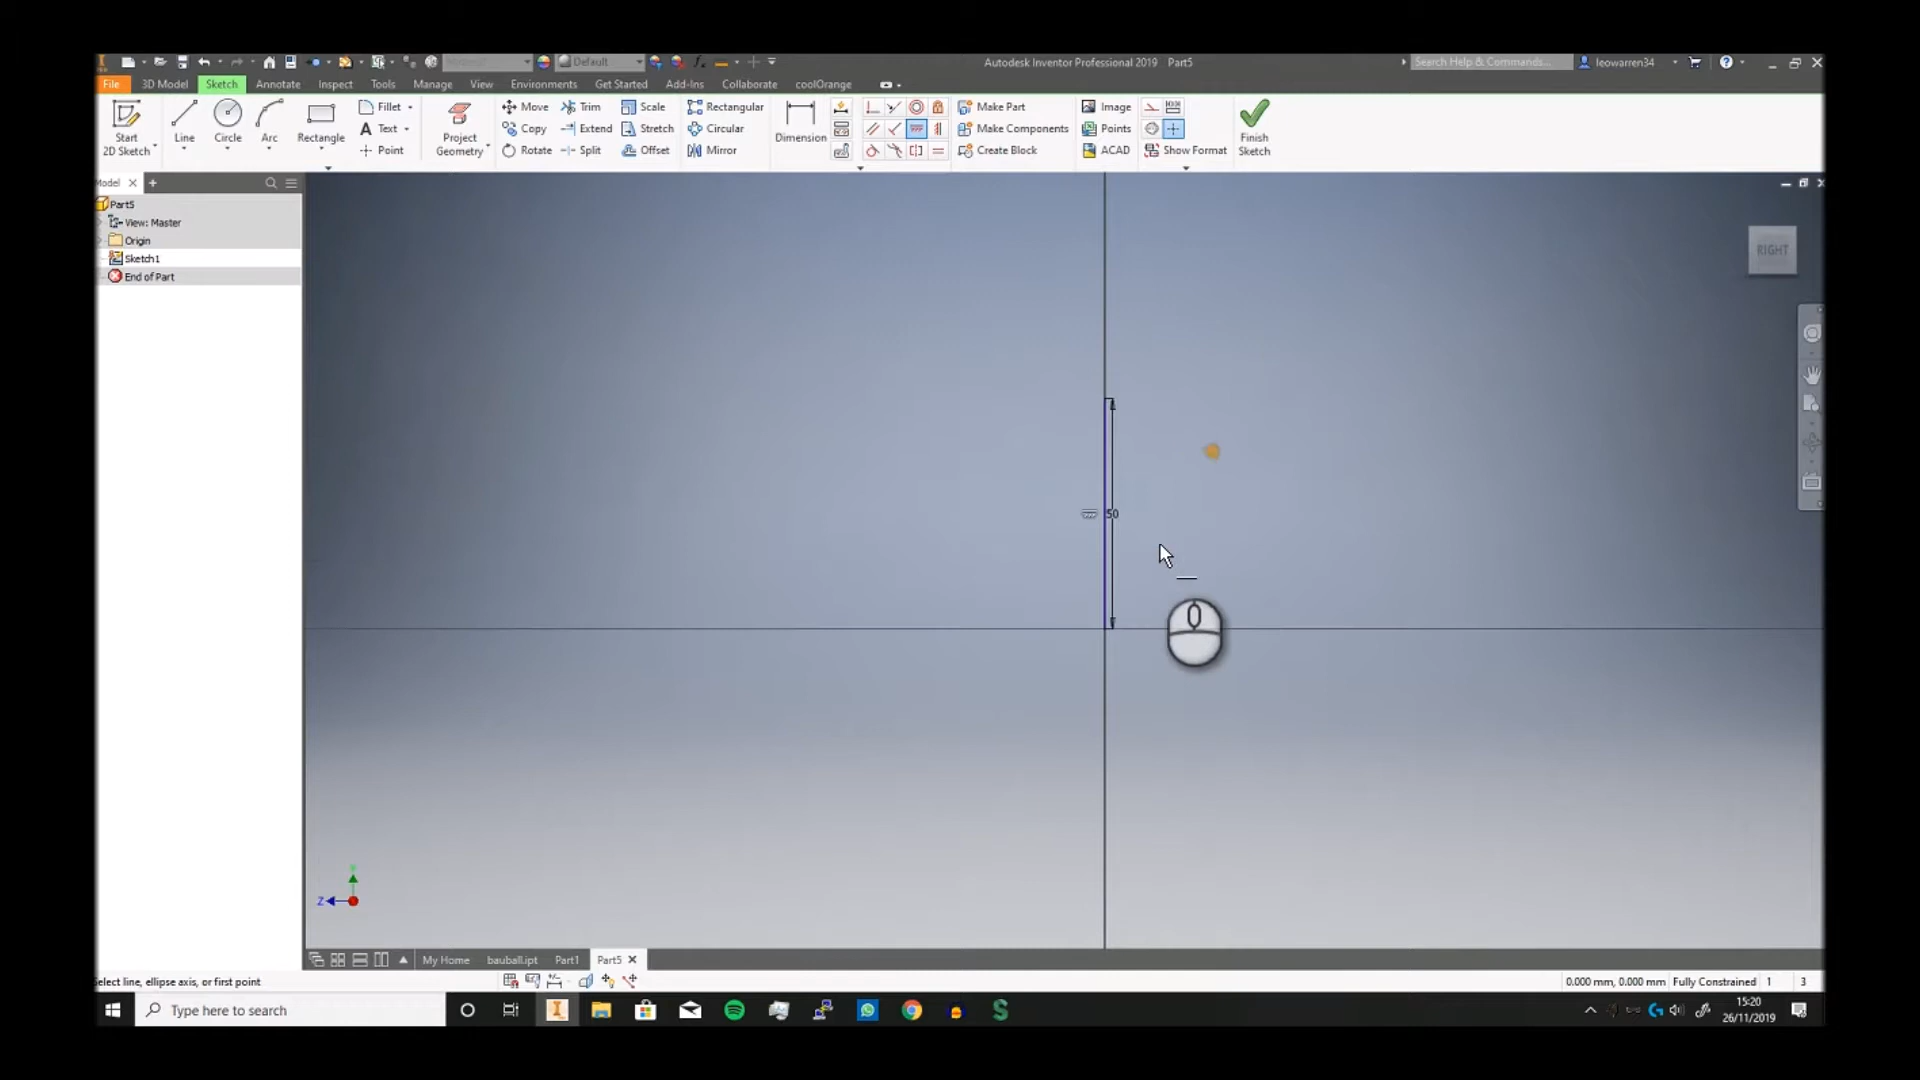 Default
Autodesk Inventor Professional 2019 Part5
Search Help & Commands...
leowarren34
File 3D Model Sketch Annotate Inspect Tools Manage View Environments Get Started Add-Ins Collaborate coolOrange
Start
2D Sketch
Line
Circle
Arc
Rectangle
Fillet
Text
Point
Project
Geometry
Move
Copy
Rotate
Trim
Extend
Split
Scale
Stretch
Offset
Rectangular
Circular
Mirror
Dimension
Make Part
Make Components
Create Block
Image
Points
ACAD
Show Format
Finish
Sketch
Model
Part5
View: Master
Origin
Sketch1
End of Part
RIGHT
50
Z
My Home bauball.ipt Part1 Part5
Select line, ellipse axis, or first point
0.000 mm, 0.000 mm Fully Constrained 1 3
Type here to search
15:20
26/11/2019